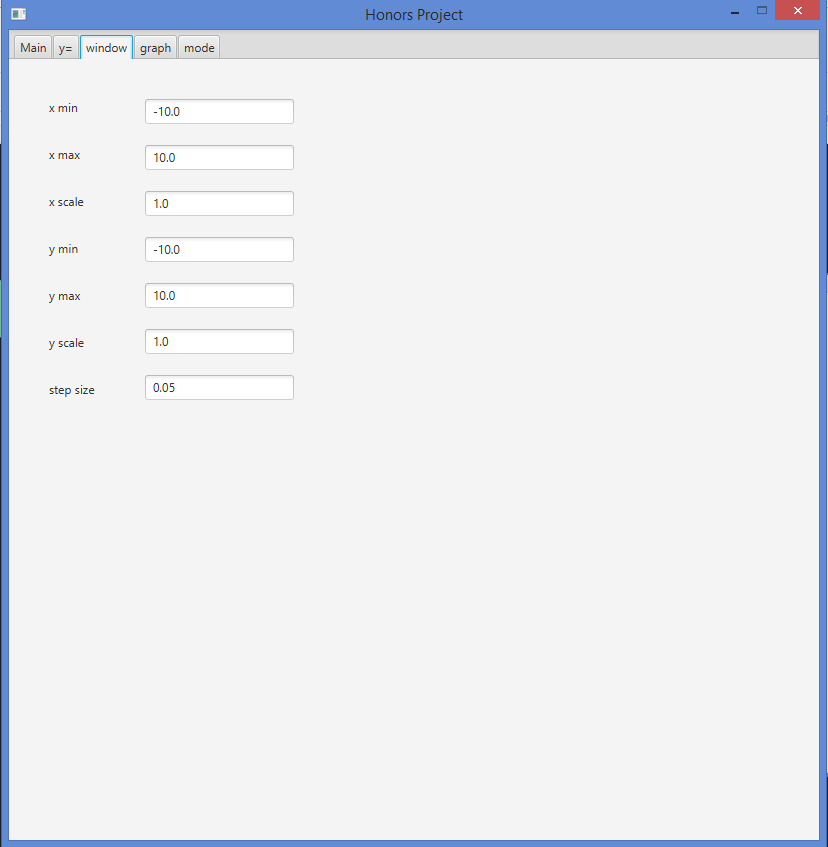 Honors Project
Main y= window graph mode
x min -10.0
x max 10.0
x scale 1.0
y min -10.0
y max 10.0
y scale 1.0
step size 0.05